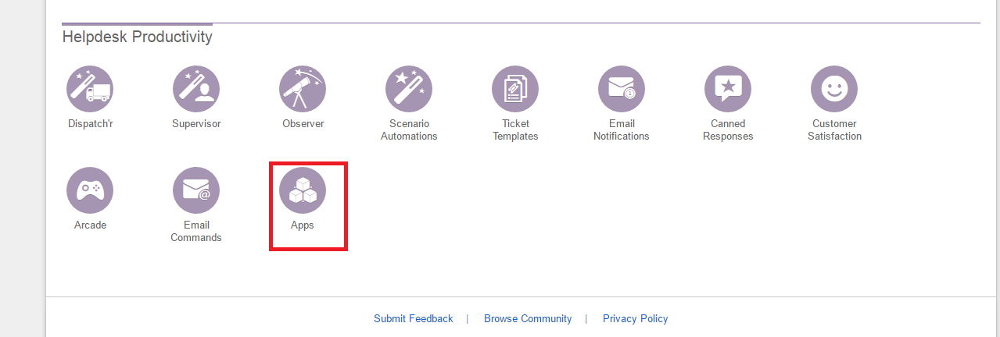 Helpdesk Productivity
Dispatch'r
Supervisor
Observer
Scenario
Automations
Ticket
Templates
Email
Notifications
Canned
Responses
Customer
Satisfaction
Arcade
Email
Commands
Apps
Submit Feedback | Browse Community | Privacy Policy